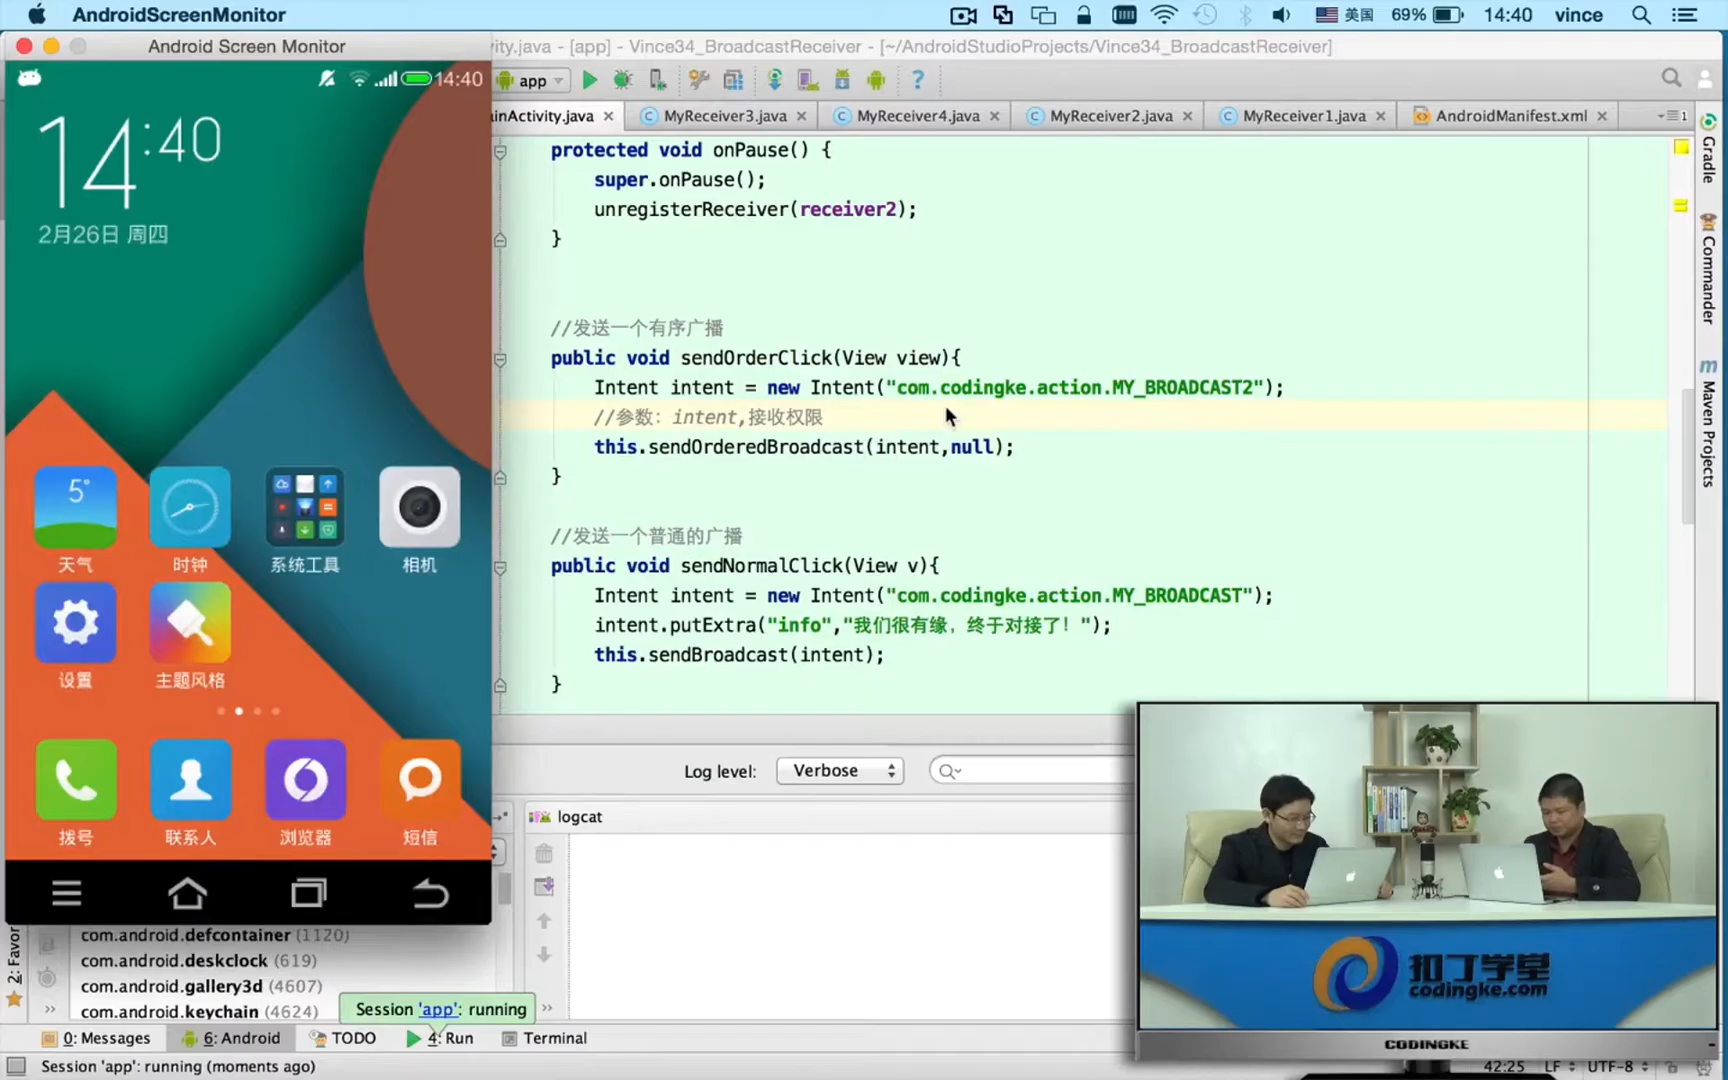 AndroidScreenMonitor
美国
69%
14:40
vince
Android Screen Monitor
ity.java - [app] - Vince34_BroadcastReceiver - [~/AndroidStudioProjects/Vince34_BroadcastReceiver]
14:40
14:40
2月26日 周四
5°
天气
时钟
系统工具
相机
设置
主题风格
拨号
联系人
浏览器
短信
app
?
inActivity.java
MyReceiver3.java
MyReceiver4.java
MyReceiver2.java
MyReceiver1.java
AndroidManifest.xml
1
protected void onPause() {
super.onPause();
unregisterReceiver(receiver2);
}
//发送一个有序广播
public void sendOrderClick(View view){
Intent intent = new Intent("com.codingke.action.MY_BROADCAST2");
//参数：intent,接收权限
this.sendOrderedBroadcast(intent,null);
}
//发送一个普通的广播
public void sendNormalClick(View v){
Intent intent = new Intent("com.codingke.action.MY_BROADCAST");
intent.putExtra("info","我们很有缘，终于对接了！");
this.sendBroadcast(intent);
}
Gradle
Commander
m
Maven Projects
Log level:
Verbose
logcat
2: Favor
com.android.defcontainer (1120)
com.android.deskclock (619)
com.android.gallery3d (4607)
com.android.keychain (4624)
Session 'app': running
0: Messages
6: Android
TODO
4: Run
Terminal
Session 'app': running (moments ago)
42:25
LF
UTF-8
扣丁学堂
codingke.com
CODINGKE